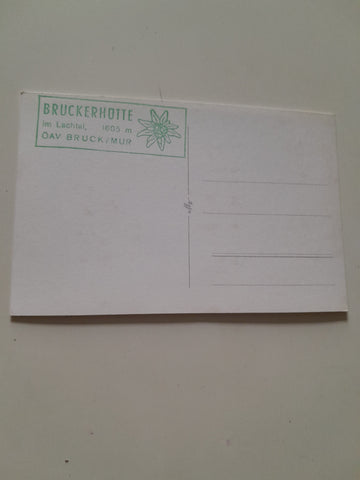 BRUCKERHÜTTE
im Lachtal, 1605 m
ÖAV BRUCK/MUR